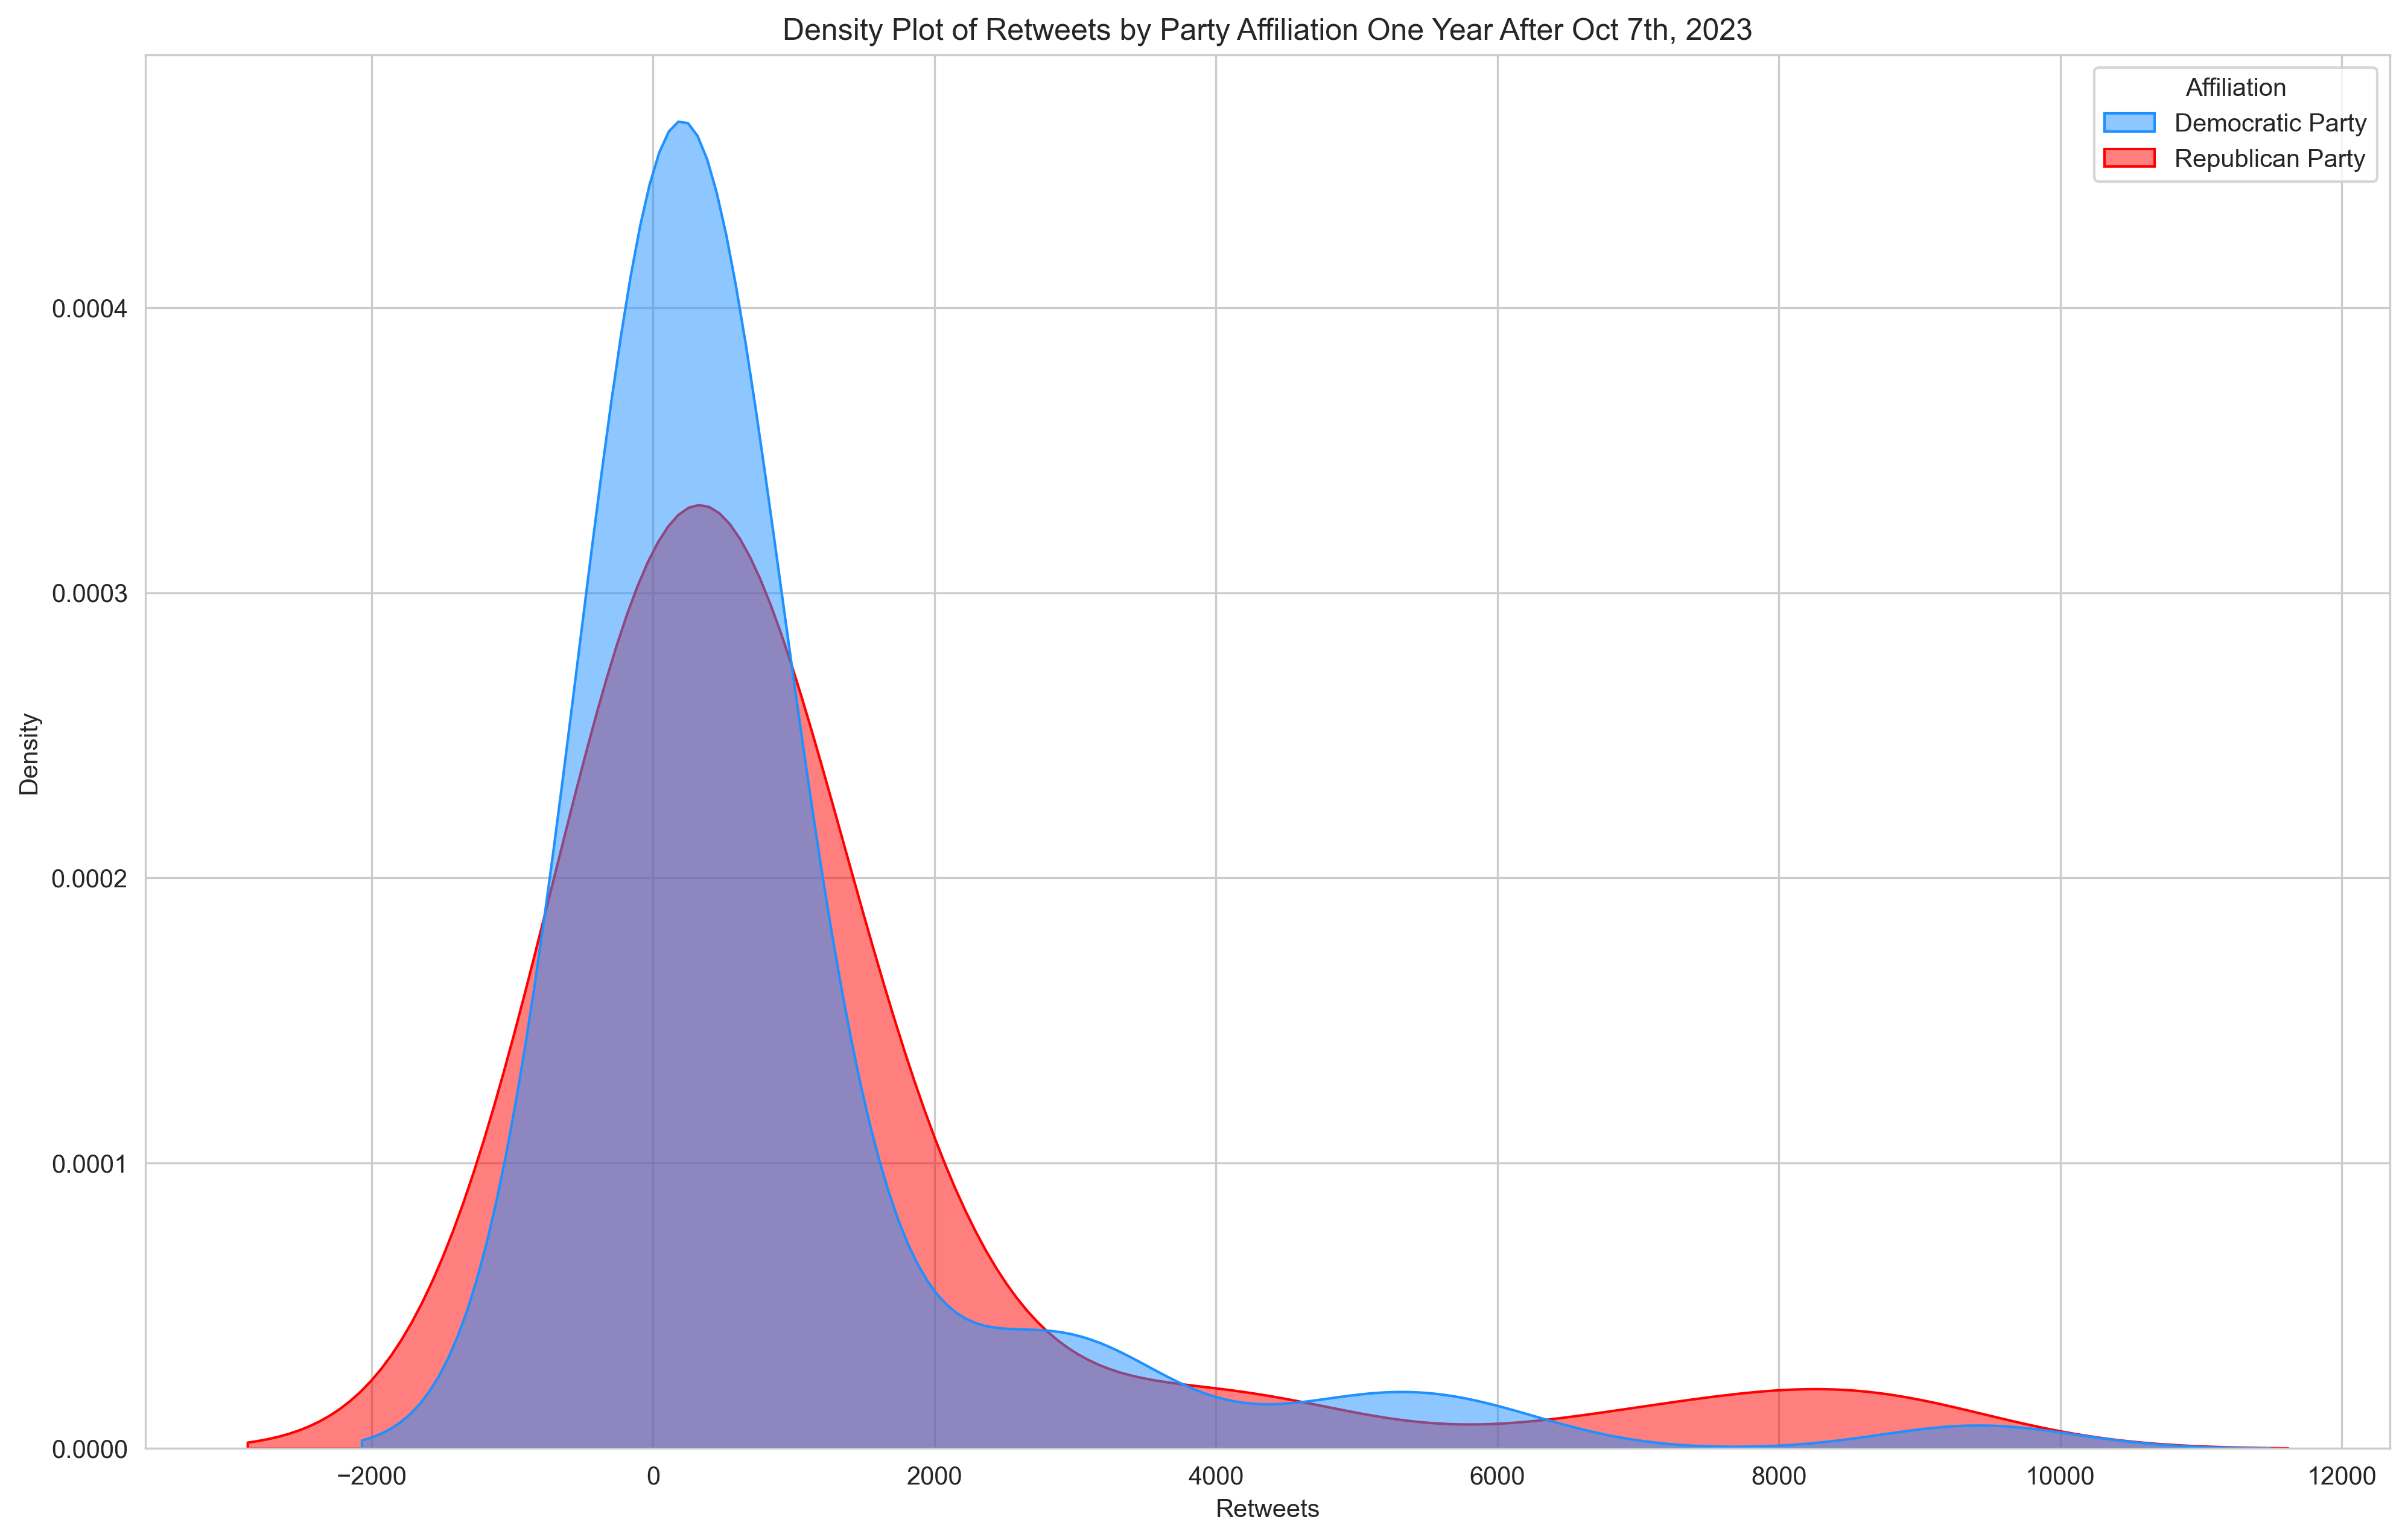 Density Plot of Retweets by Party Affiliation One Year After Oct 7th, 2023
Affiliation
Democratic Party
Republican Party
0.0004
0.0003
0.0002
0.0001
0.0000
Density
−2000
0
2000
4000
6000
8000
10000
12000
Retweets